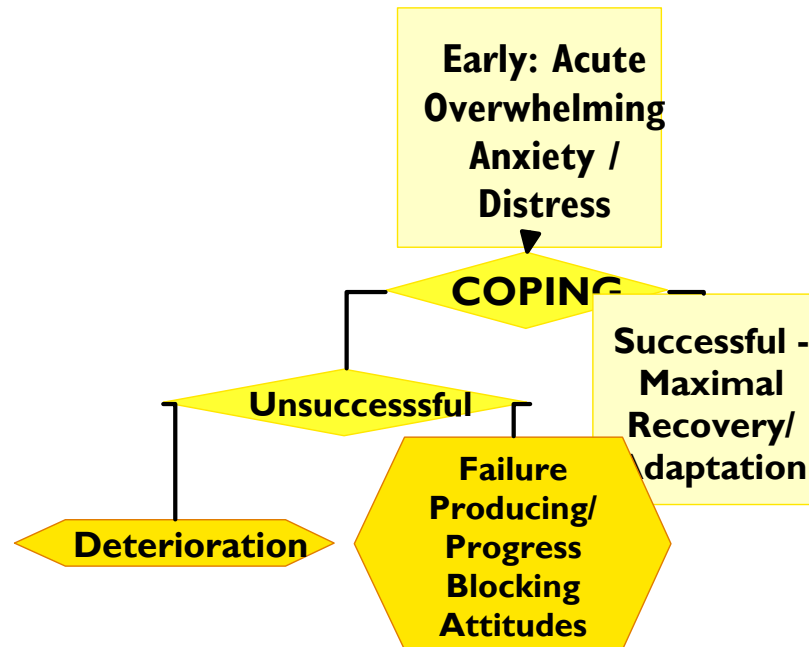 Early: Acute
Overwhelming
Anxiety /
Distress
COPING
Successful -
Maximal
Recovery/
Adaptation
Unsuccesssful
Deterioration
Failure
Producing/
Progress
Blocking
Attitudes